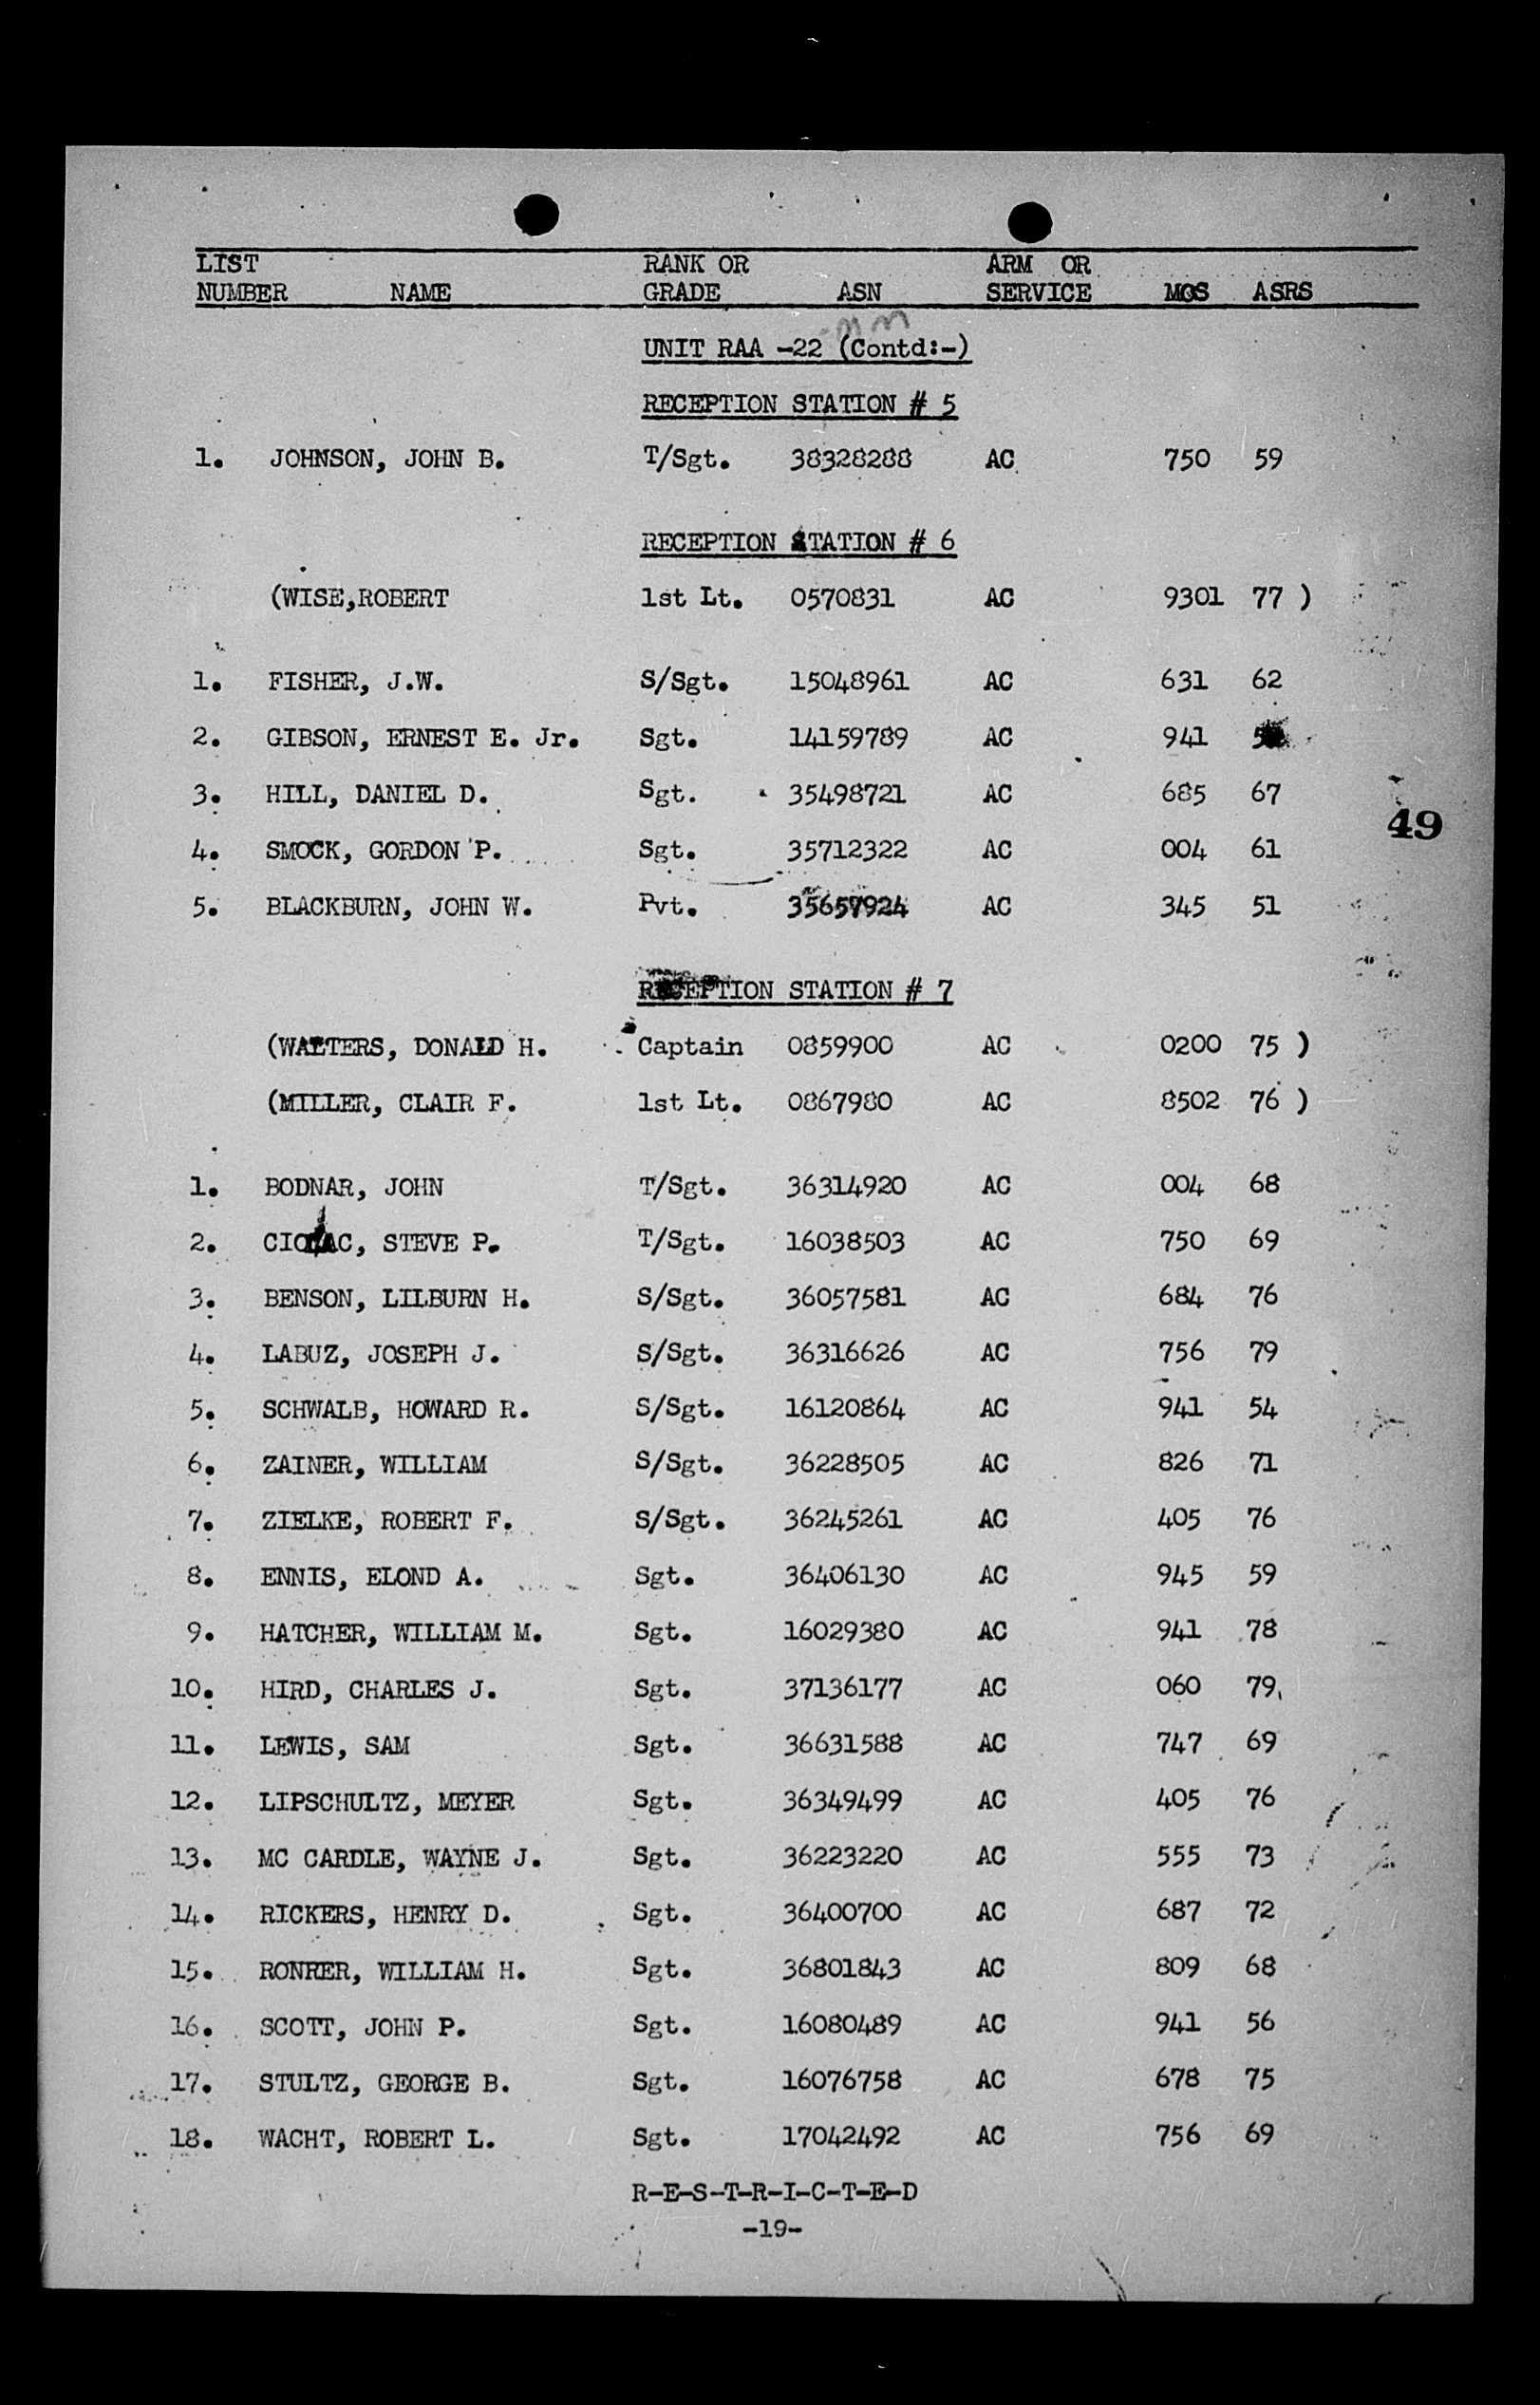 LIST RANK OR ARM OR
NUMBER NAME GRADE ASN SERVICE MOS ASRS
UNIT RAA -22 (Contd:-)
RECEPTION STATION # 5
1. JOHNSON, JOHN B. T/Sgt. 38328288 AC 750 59
RECEPTION STATION # 6
(WISE,ROBERT 1st Lt. 0570831 AC 9301 77 )
1. FISHER, J.W. S/Sgt. 15048961 AC 631 62
2. GIBSON, ERNEST E. Jr. Sgt. 14159789 AC 941
3. HILL, DANIEL D. Sgt. 35498721 AC 685 67
49
4. SMOCK, GORDON P. Sgt. 35712322 AC 004 61
5. BLACKBURN, JOHN W. Pvt. 35657924 AC 345 51
RECEPTION STATION # 7
(WALTERS, DONALD H. Captain 0859900 AC 0200 75 )
(MILLER, CLAIR F. 1st Lt. 0867980 AC 8502 76 )
1. BODNAR, JOHN T/Sgt. 36314920 AC 004 68
2. STEVE P. T/Sgt. 16038503 AC 750 69
3. BENSON, LILBURN H. S/Sgt. 36057581 AC 684 76
4. LABUZ, JOSEPH J. S/Sgt. 36316626 AC 756 79
5. SCHWALB, HOWARD R. S/Sgt. 16120864 AC 941 54
6. ZAINER, WILLIAM S/Sgt. 36228505 AC 826 71
7. ZIELKE, ROBERT F. S/Sgt. 36245261 AC 405 76
8. ENNIS, ELOND A. Sgt. 36406130 AC 945 59
9. HATCHER, WILLIAM M. Sgt. 16029380 AC 941 78
10. HIRD, CHARLES J. Sgt. 37136177 AC 060 79
11. LEWIS, SAM Sgt. 36631588 AC 747 69
12. LIPSCHULTZ, MEYER Sgt. 36349499 AC 405 76
13. MC CARDLE, WAYNE J. Sgt. 36223220 AC 555 73
14. RICKERS, HENRY D. Sgt. 36400700 AC 687 72
15. WILLIAM H. Sgt. 36801843 AC 809 68
16. SCOTT, JOHN P. Sgt. 16080489 AC 941 56
17. STULTZ, GEORGE B. Sgt. 16076758 AC 678 75
18. WACHT, ROBERT L. Sgt. 17042492 AC 756 69
R-E-S-T-R-I-C-T-E-D
-19-